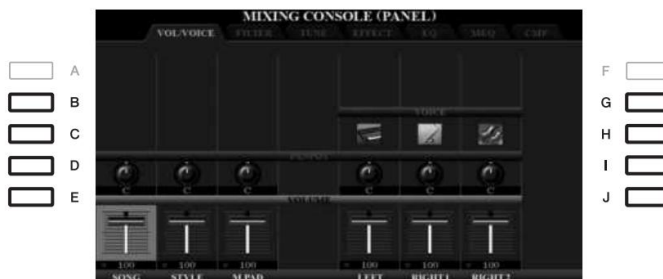 MIXING CONSOLE (PANEL)
VOL/VOICE FILTER TUNE EFFECT EQ MEQ CMP
A F
B G
VOICE
C H
PANPOT
D I
C C C C C C
VOLUME
E J
100 100 100 100 100 100
SONG STYLE M.PAD LEFT RIGHT1 RIGHT2